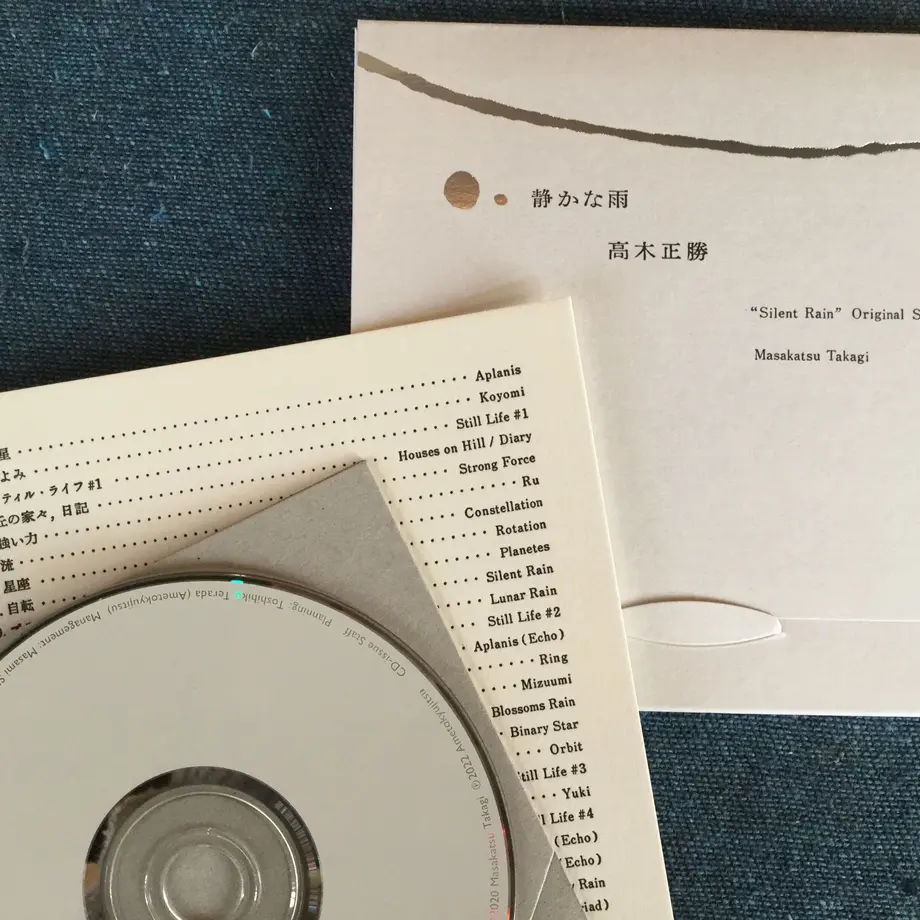 静かな雨
高木正勝
“Silent Rain” Original S
Masakatsu Takagi
星 Aplanis
よみ Koyomi
ティル・ライフ #1 Still Life #1
丘の家々, 日記 Houses on Hill / Diary
強い力 Strong Force
流 Ru
星座 Constellation
自転 Rotation
Planetes
Silent Rain
Lunar Rain
Still Life #2
Aplanis (Echo)
Ring
Mizuumi
Blossoms Rain
Binary Star
Orbit
till Life #3
Yuki
l Life #4
(Echo)
(Echo)
Rain
iad)
CD-issue Staff Planning: Toshihiko Terada (Ametokyujitsu) Management: Masami S
2020 Masakatsu Takagi ℗2022 Ametokyujitsu